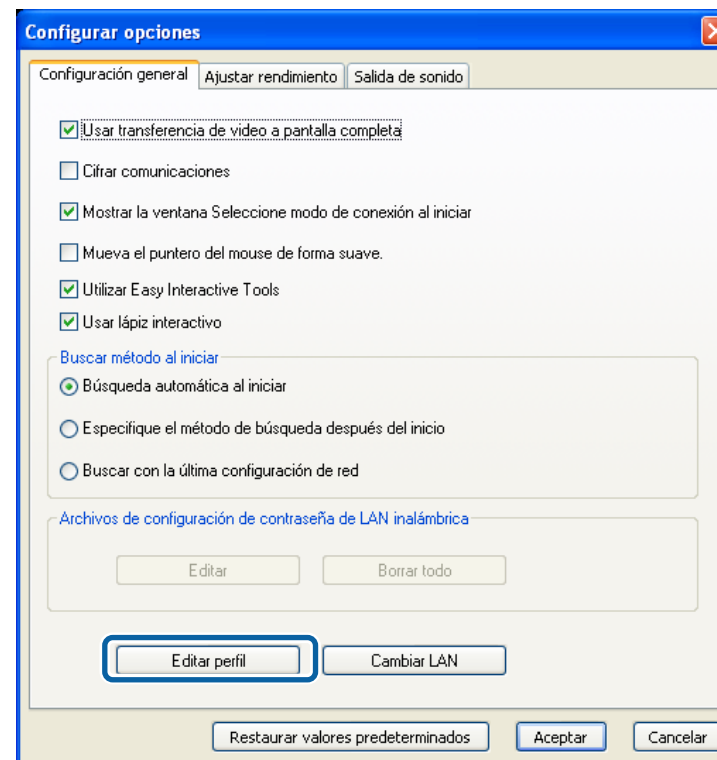 Configurar opciones
Configuración general Ajustar rendimiento Salida de sonido
Usar transferencia de video a pantalla completa
Cifrar comunicaciones
Mostrar la ventana Seleccione modo de conexión al iniciar
Mueva el puntero del mouse de forma suave.
Utilizar Easy Interactive Tools
Usar lápiz interactivo
Buscar método al iniciar
Búsqueda automática al iniciar
Especifique el método de búsqueda después del inicio
Buscar con la última configuración de red
Archivos de configuración de contraseña de LAN inalámbrica
Editar Borrar todo
Editar perfil Cambiar LAN
Restaurar valores predeterminados Aceptar Cancelar